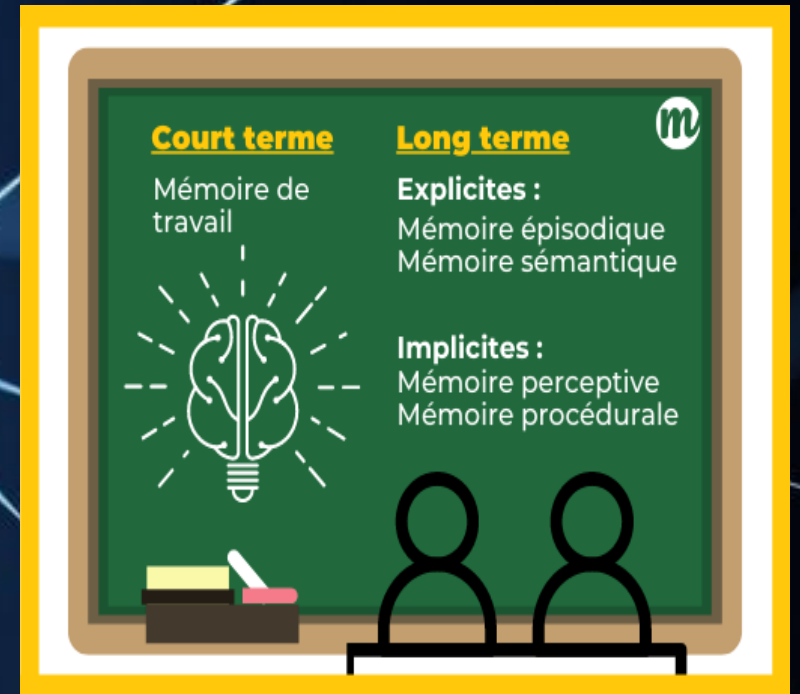 Court terme
Mémoire de
travail
Long terme
Explicites :
Mémoire épisodique
Mémoire sémantique
Implicites :
Mémoire perceptive
Mémoire procédurale
m